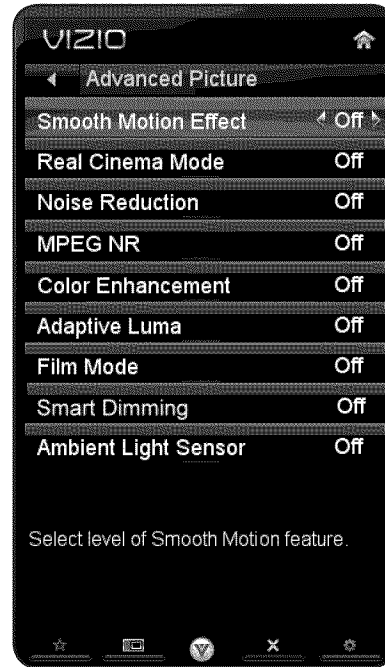 VIZIO
Advanced Picture
Smooth Motion Effect Off
Real Cinema Mode Off
Noise Reduction Off
MPEG NR Off
Color Enhancement Off
Adaptive Luma Off
Film Mode Off
Smart Dimming Off
Ambient Light Sensor Off
Select level of Smooth Motion feature.
V